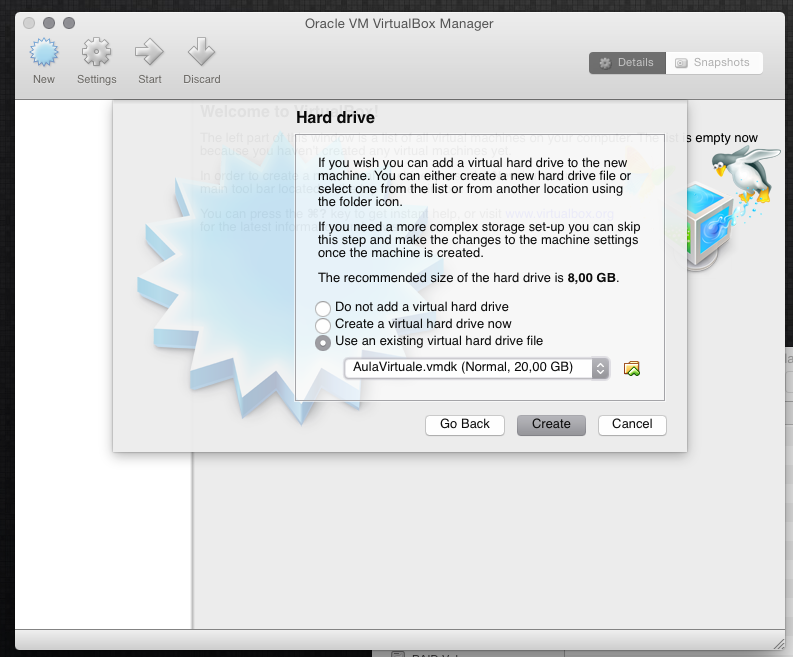 Oracle VM VirtualBox Manager
New
Settings
Start
Discard
Details
Snapshots
Welcome to VirtualBox!
Hard drive
The left part of this window is a list of all virtual machines on your computer. The list is empty now
because you haven't created any virtual machines yet.
In order to create a
main tool bar located
You can press the ⌘? key to get instant help, or visit www.virtualbox.org
for the latest information
If you wish you can add a virtual hard drive to the new
machine. You can either create a new hard drive file or
select one from the list or from another location using
the folder icon.
If you need a more complex storage set-up you can skip
this step and make the changes to the machine settings
once the machine is created.
The recommended size of the hard drive is 8,00 GB.
Do not add a virtual hard drive
Create a virtual hard drive now
Use an existing virtual hard drive file
AulaVirtuale.vmdk (Normal, 20,00 GB)
Go Back
Create
Cancel